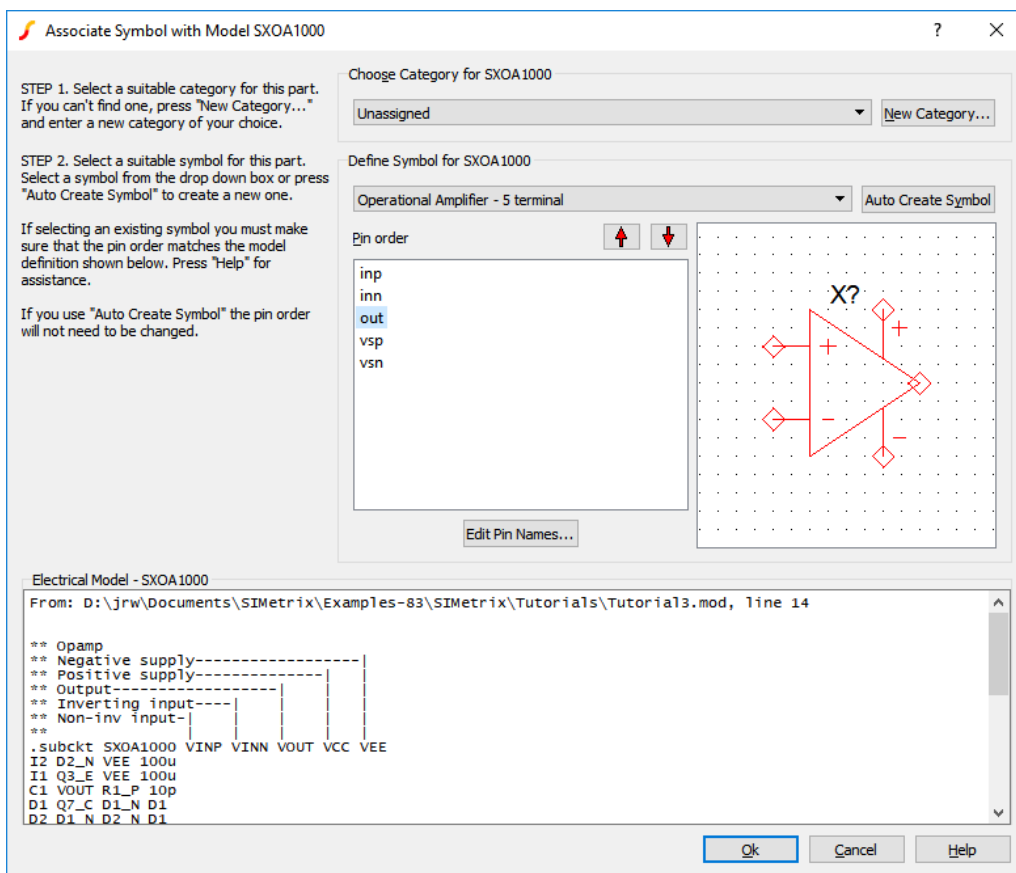 Associate Symbol with Model SXOA1000
? 
STEP 1. Select a suitable category for this part.
If you can't find one, press "New Category..."
and enter a new category of your choice.
STEP 2. Select a suitable symbol for this part.
Select a symbol from the drop down box or press
"Auto Create Symbol" to create a new one.
If selecting an existing symbol you must make
sure that the pin order matches the model
definition shown below. Press "Help" for
assistance.
If you use "Auto Create Symbol" the pin order
will not need to be changed.
Choose Category for SXOA1000
Unassigned
New Category...
Define Symbol for SXOA1000
Operational Amplifier - 5 terminal
Auto Create Symbol
Pin order
inp
inn
out
vsp
vsn
Edit Pin Names...
X?
+
+
−
−
Electrical Model - SXOA1000
From: D:\jrw\Documents\SIMetrix\Examples-83\SIMetrix\Tutorials\Tutorial3.mod, line 14
** Opamp
** Negative supply------------------|
** Positive supply--------------|   |
** Output------------------|    |   |
** Inverting input----|    |    |   |
** Non-inv input-|    |    |    |   |
**               |    |    |    |   |
.subckt SXOA1000 VINP VINN VOUT VCC VEE
I2 D2_N VEE 100u
I1 Q3_E VEE 100u
C1 VOUT R1_P 10p
D1 Q7_C D1_N D1
D2 D1_N D2_N D1
Ok
Cancel
Help